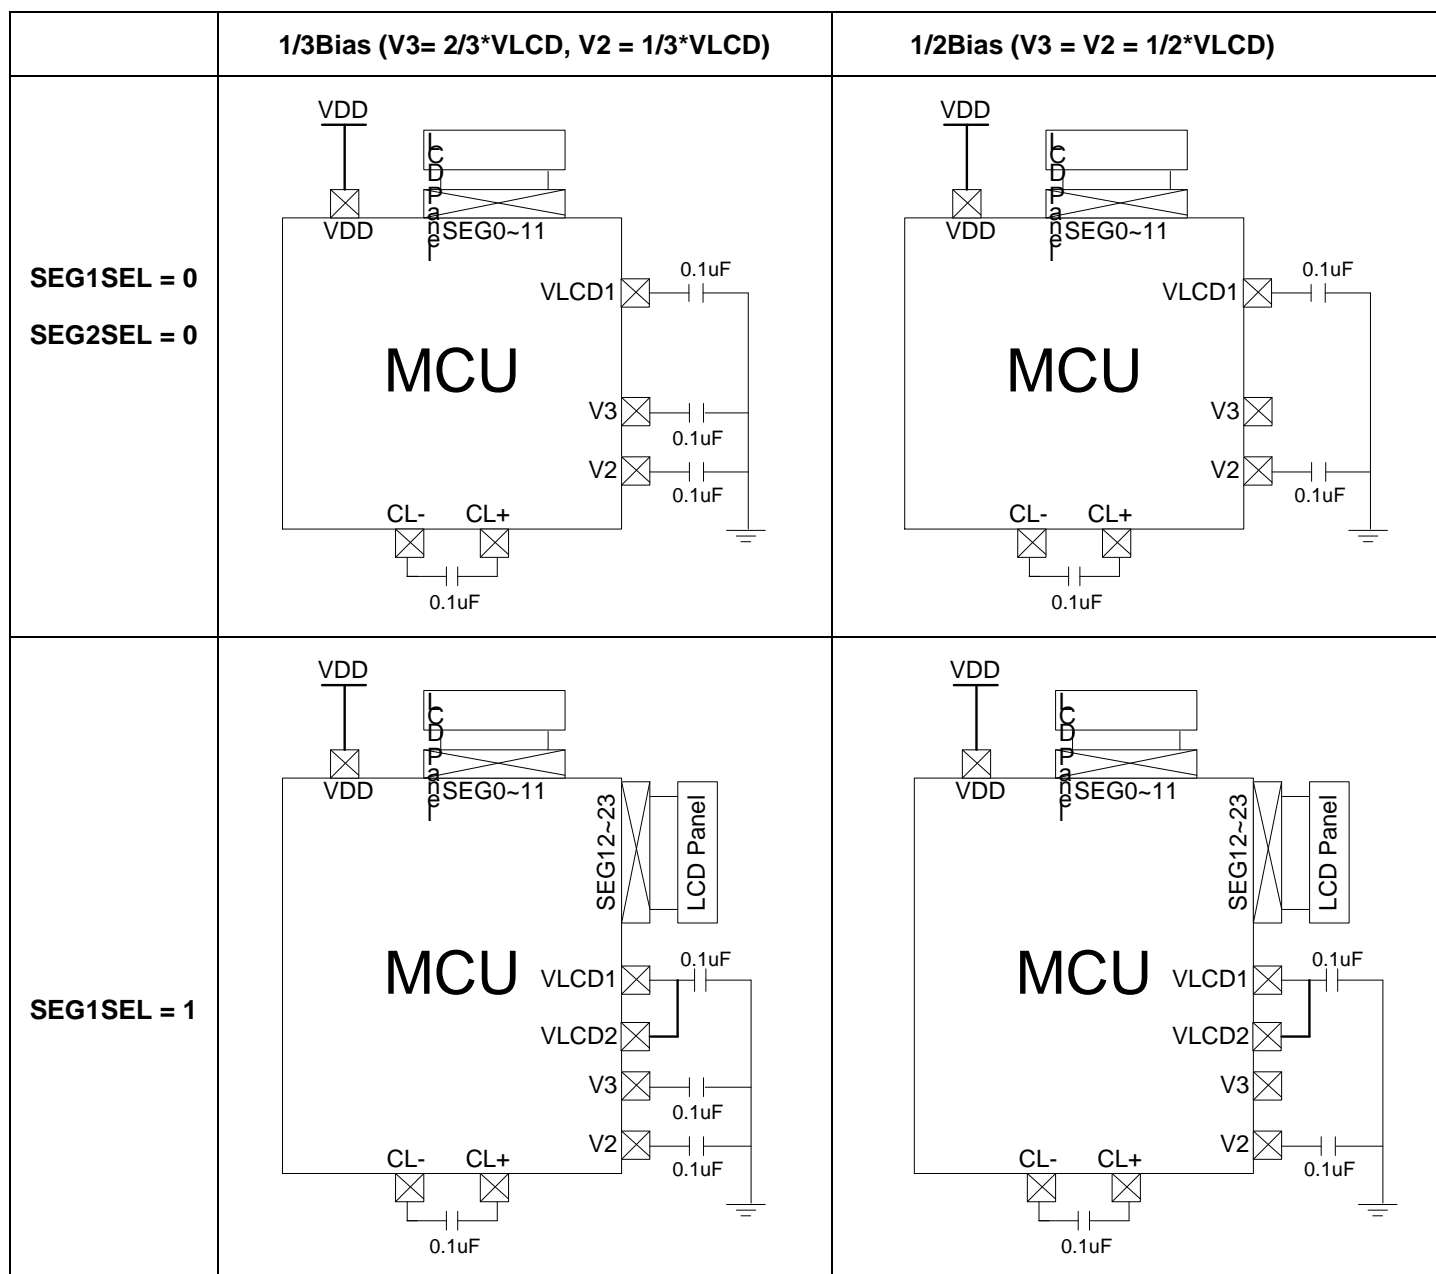 1/3Bias (V3= 2/3*VLCD, V2 = 1/3*VLCD)
1/2Bias (V3 = V2 = 1/2*VLCD)
SEG1SEL = 0
SEG2SEL = 0
VDD
LCD Panel
VDD
SEG0~11
VLCD1
0.1uF
MCU
V3
0.1uF
V2
0.1uF
CL-
CL+
0.1uF
VDD
LCD Panel
VDD
SEG0~11
VLCD1
0.1uF
MCU
V3
V2
0.1uF
CL-
CL+
0.1uF
SEG1SEL = 1
VDD
LCD Panel
VDD
SEG0~11
SEG12~23
LCD Panel
MCU
VLCD1
0.1uF
VLCD2
V3
0.1uF
V2
0.1uF
CL-
CL+
0.1uF
VDD
LCD Panel
VDD
SEG0~11
SEG12~23
LCD Panel
MCU
VLCD1
0.1uF
VLCD2
V3
V2
0.1uF
CL-
CL+
0.1uF